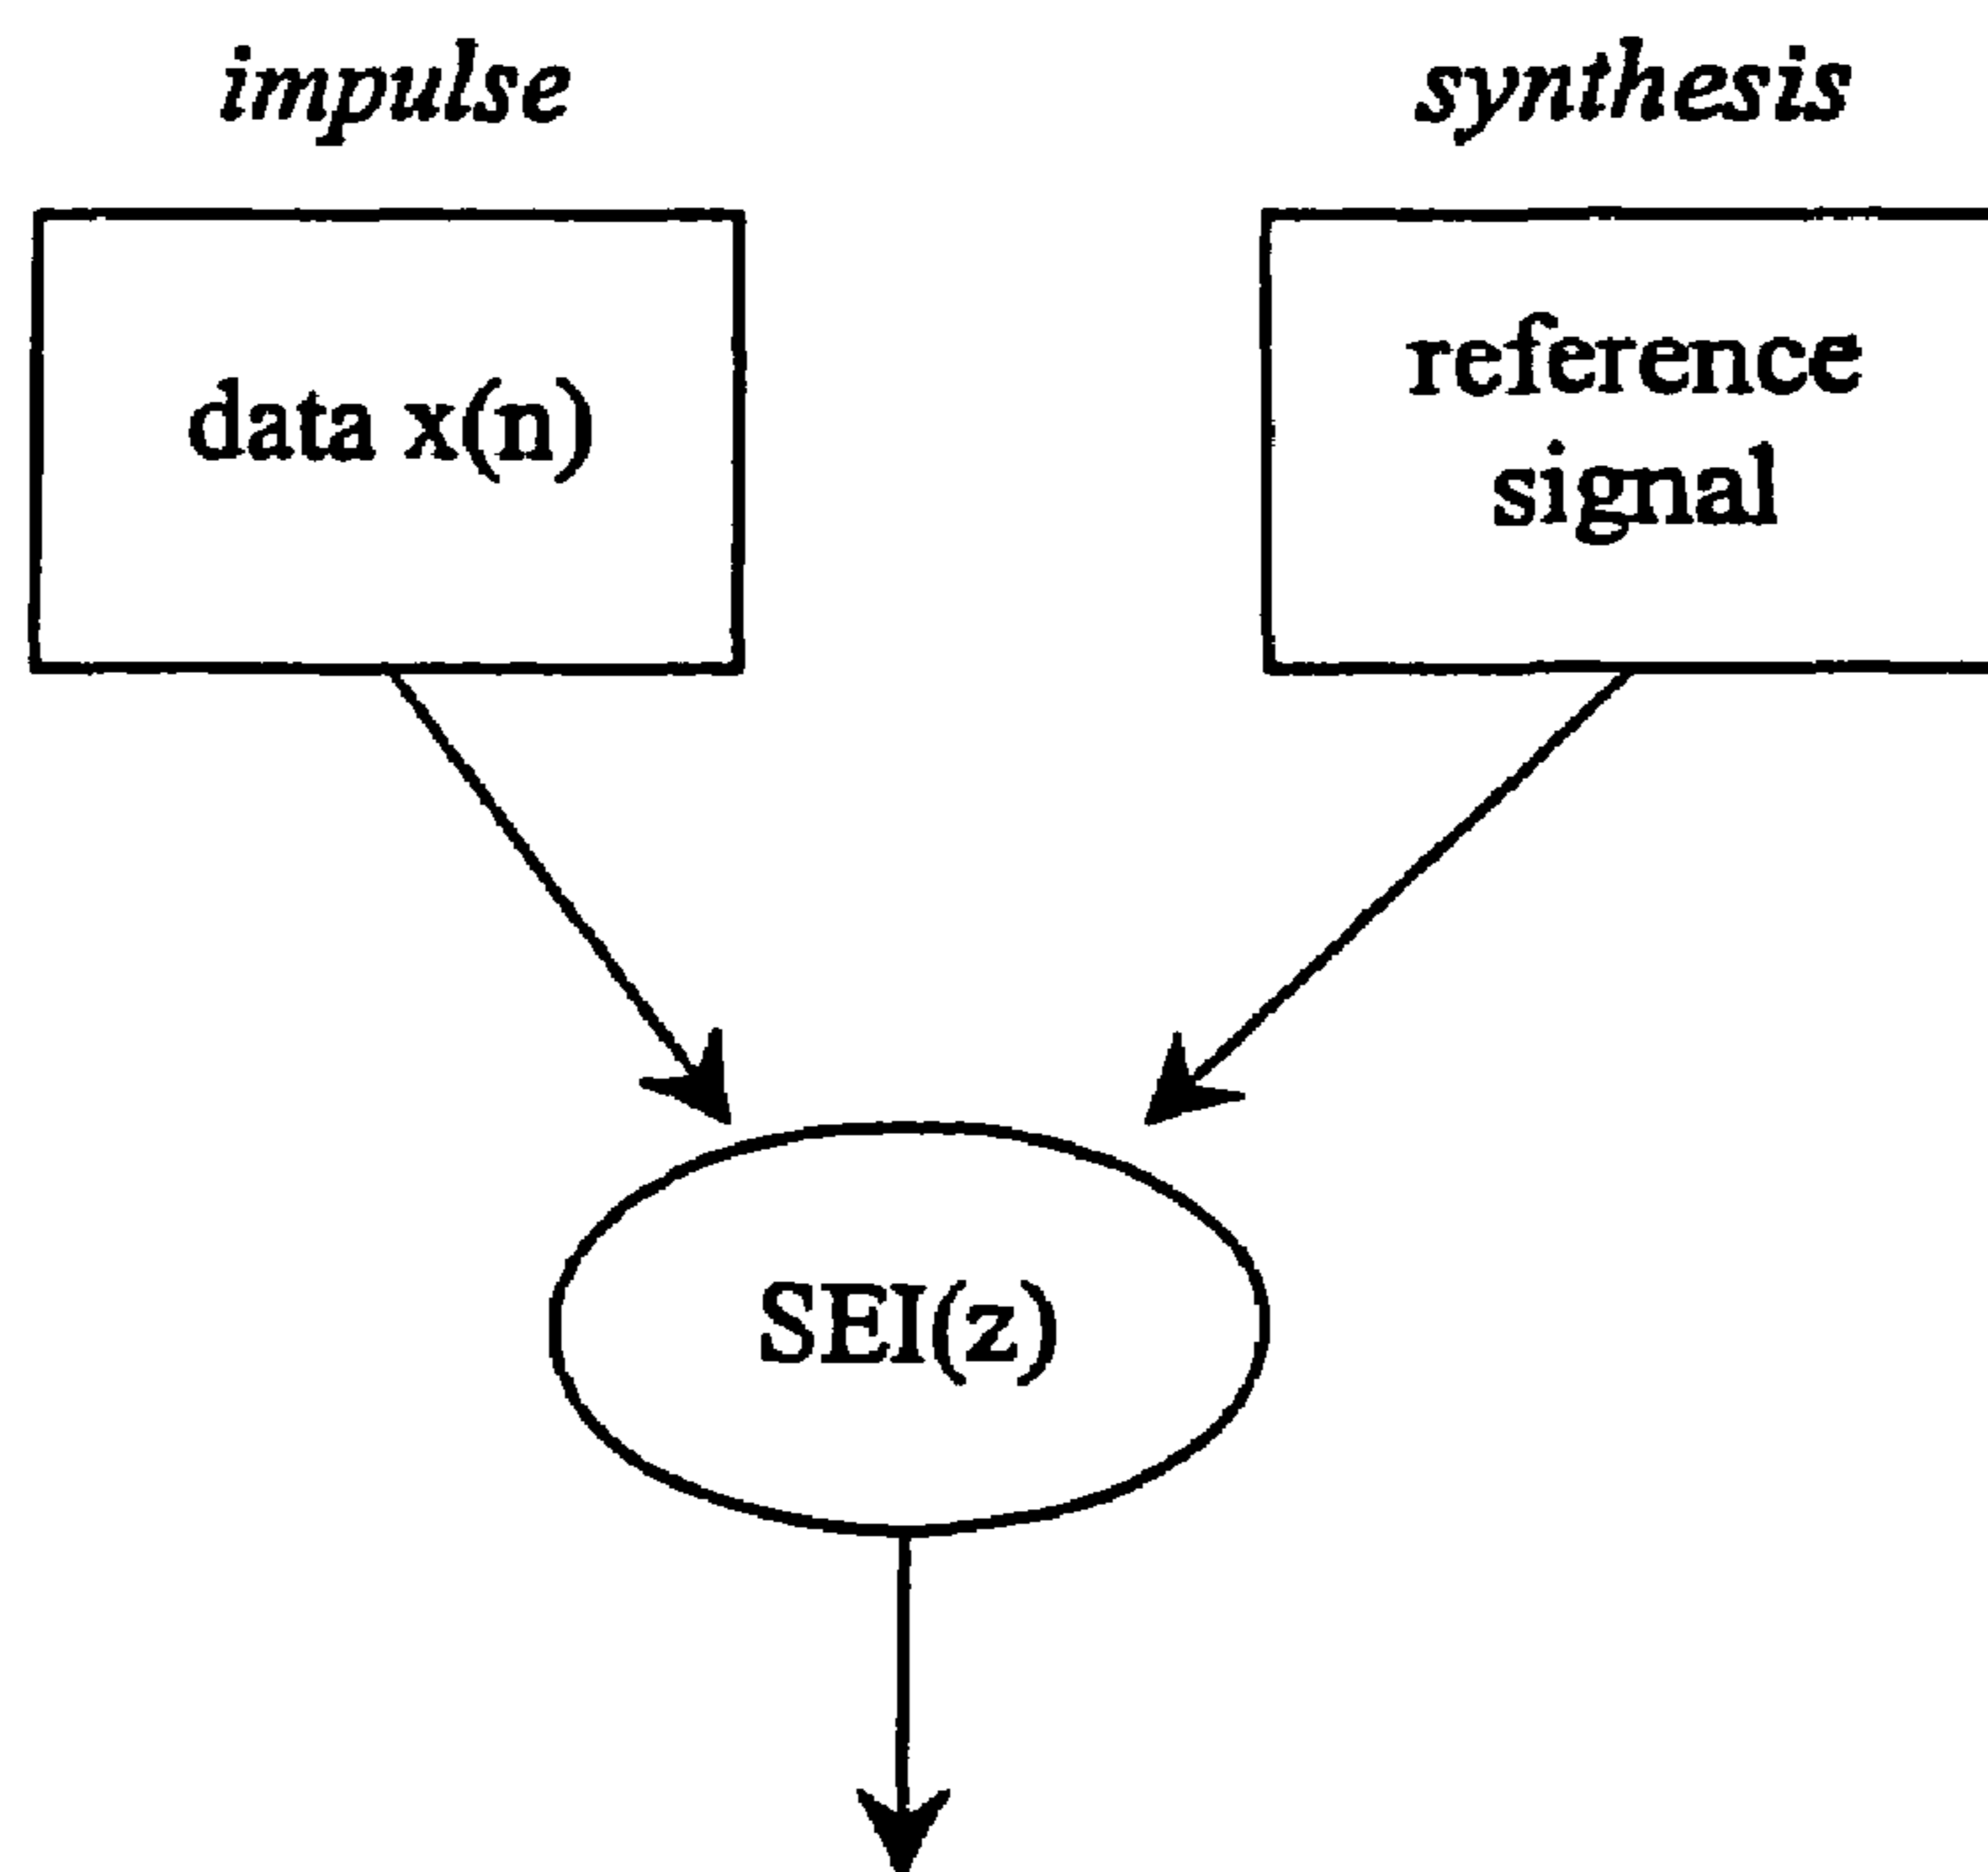 impulse
synthesis
data x(n)
reference
signal
SEI(z)